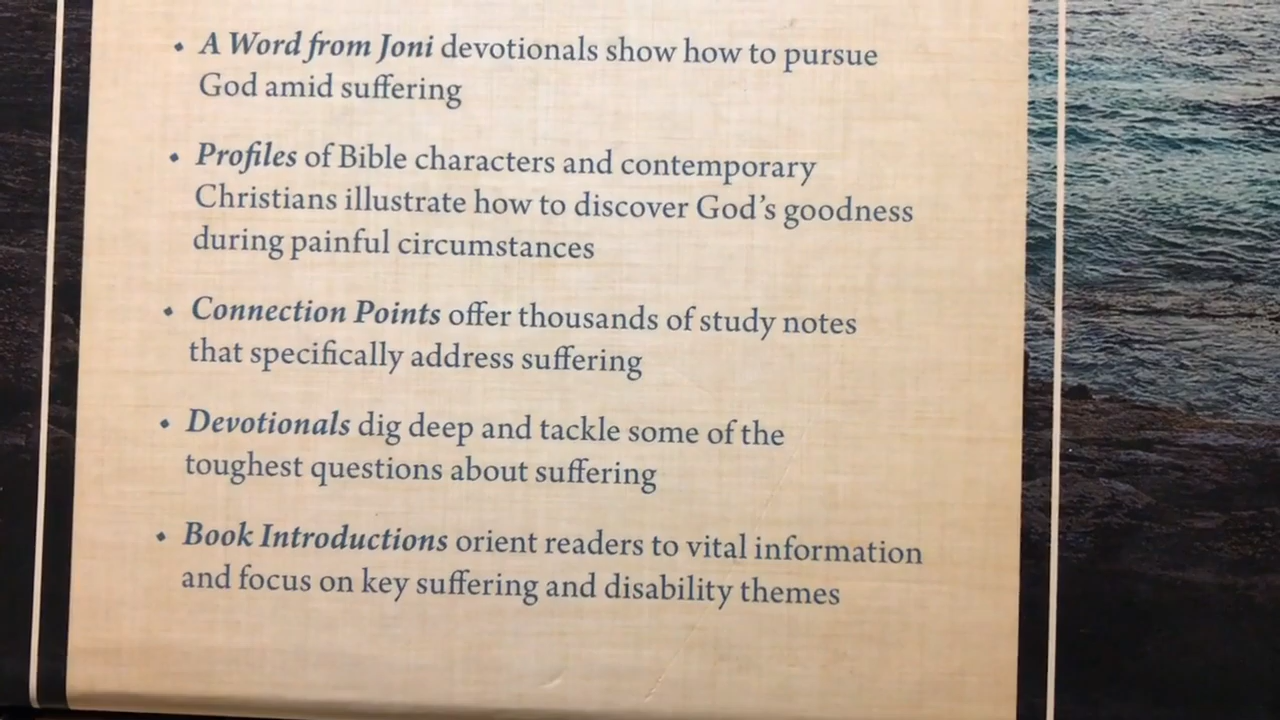 • A Word from Joni devotionals show how to pursue
God amid suffering
• Profiles of Bible characters and contemporary
Christians illustrate how to discover God's goodness
during painful circumstances
• Connection Points offer thousands of study notes
that specifically address suffering
• Devotionals dig deep and tackle some of the
toughest questions about suffering
• Book Introductions orient readers to vital information
and focus on key suffering and disability themes